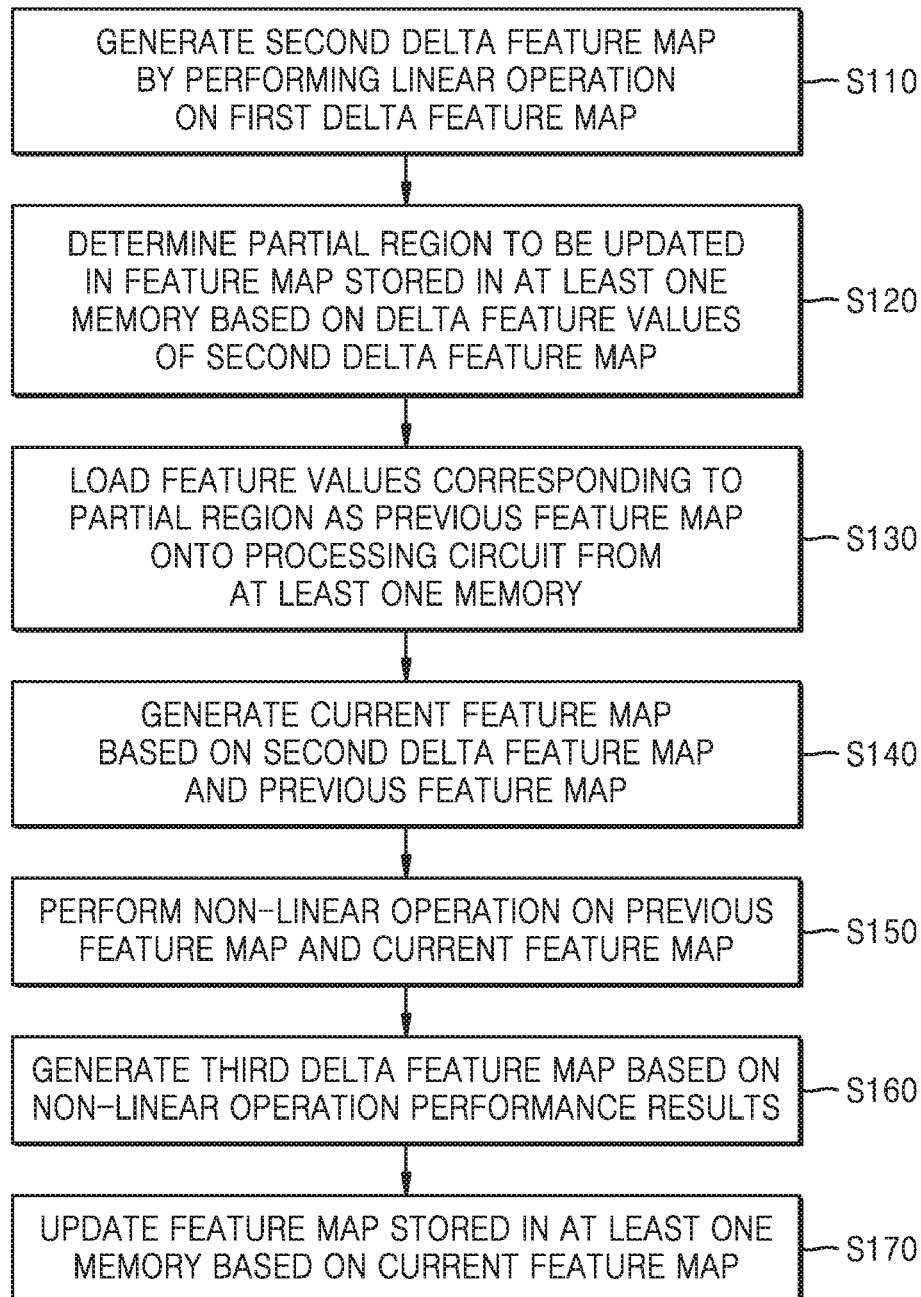 GENERATE SECOND DELTA FEATURE MAP
BY PERFORMING LINEAR OPERATION
ON FIRST DELTA FEATURE MAP
S110
DETERMINE PARTIAL REGION TO BE UPDATED
IN FEATURE MAP STORED IN AT LEAST ONE
MEMORY BASED ON DELTA FEATURE VALUES
OF SECOND DELTA FEATURE MAP
S120
LOAD FEATURE VALUES CORRESPONDING TO
PARTIAL REGION AS PREVIOUS FEATURE MAP
ONTO PROCESSING CIRCUIT FROM
AT LEAST ONE MEMORY
S130
GENERATE CURRENT FEATURE MAP
BASED ON SECOND DELTA FEATURE MAP
AND PREVIOUS FEATURE MAP
S140
PERFORM NON-LINEAR OPERATION ON PREVIOUS
FEATURE MAP AND CURRENT FEATURE MAP
S150
GENERATE THIRD DELTA FEATURE MAP BASED ON
NON-LINEAR OPERATION PERFORMANCE RESULTS
S160
UPDATE FEATURE MAP STORED IN AT LEAST ONE
MEMORY BASED ON CURRENT FEATURE MAP
S170